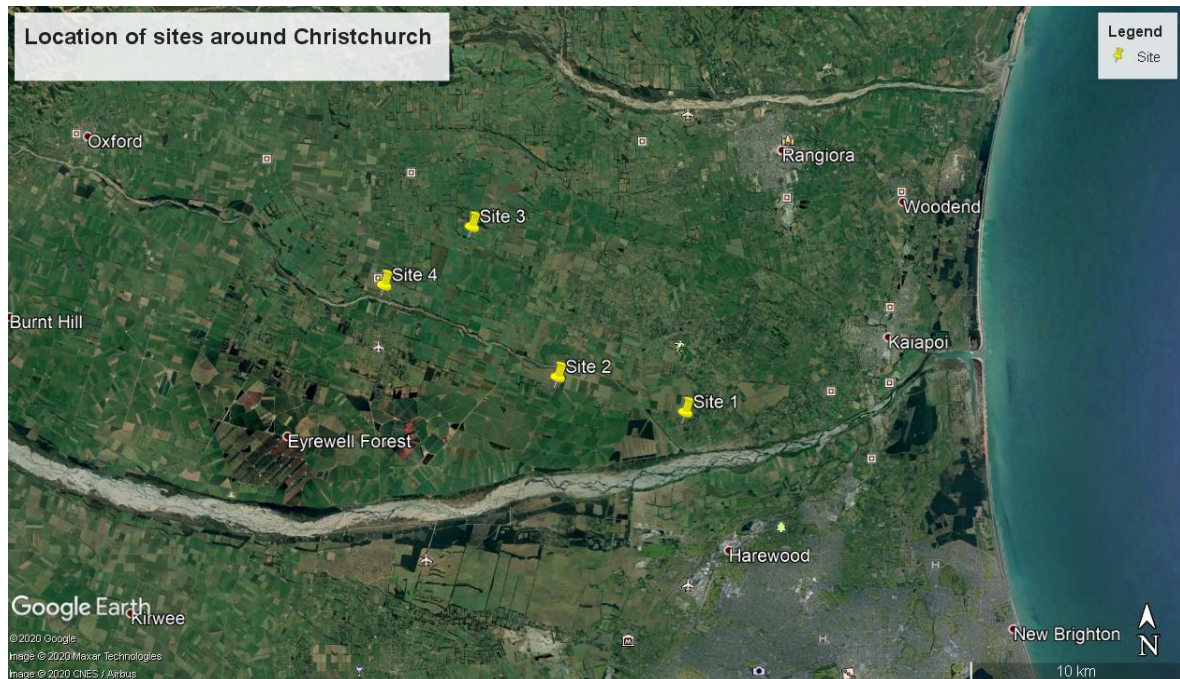 Location of sites around Christchurch
Legend
Site
Oxford
Rangiora
Woodend
Site 3
Site 4
Burnt Hill
Kaiapoi
Site 2
Site 1
Eyrewell Forest
Harewood
Google Earth
Kirwee
New Brighton
© 2020 Google
Image © 2020 Maxar Technologies
Image © 2020 CNES / Airbus
N
10 km
H
H